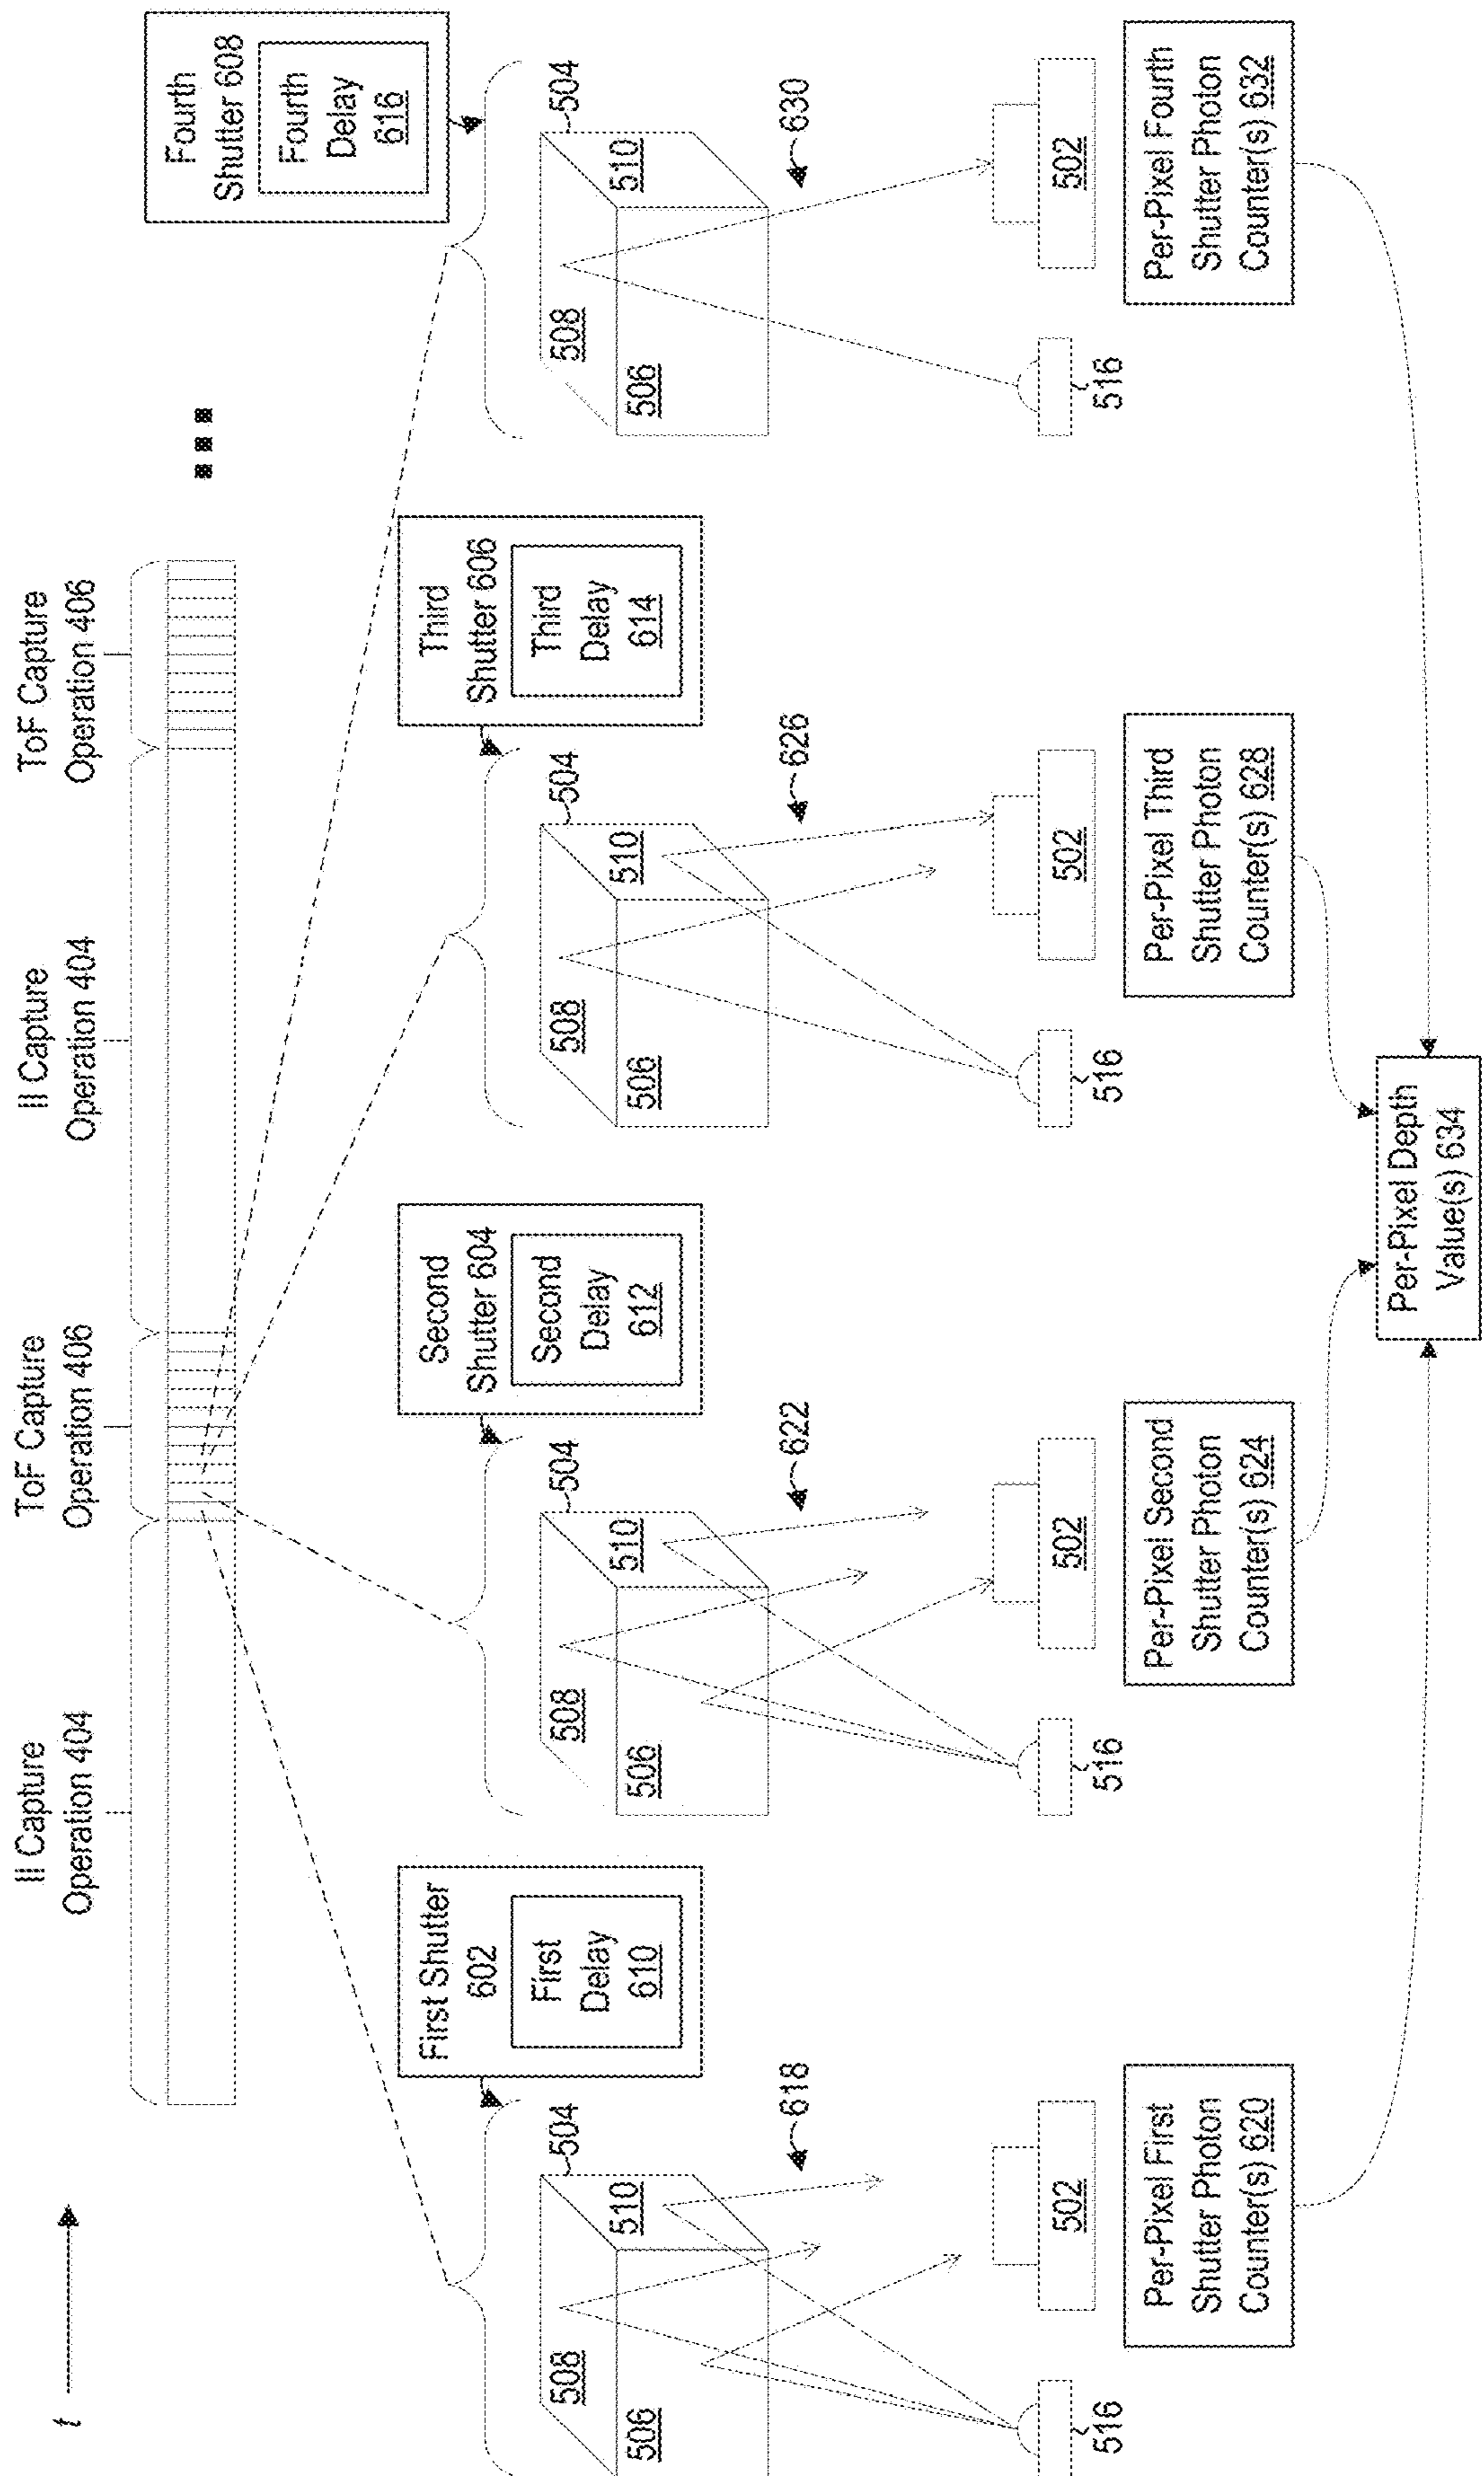 t
II Capture
Operation 404
ToF Capture
Operation 406
II Capture
Operation 404
ToF Capture
Operation 406
First Shutter
602
First
Delay
610
Second
Shutter 604
Second
Delay
612
Third
Shutter 606
Third
Delay
614
Fourth
Shutter 608
Fourth
Delay
616
504
508
510
506
618
502
516
504
508
510
506
622
502
516
504
508
510
506
626
502
516
504
508
510
506
630
502
516
Per-Pixel First
Shutter Photon
Counter(s) 620
Per-Pixel Second
Shutter Photon
Counter(s) 624
Per-Pixel Third
Shutter Photon
Counter(s) 628
Per-Pixel Fourth
Shutter Photon
Counter(s) 632
Per-Pixel Depth
Value(s) 634